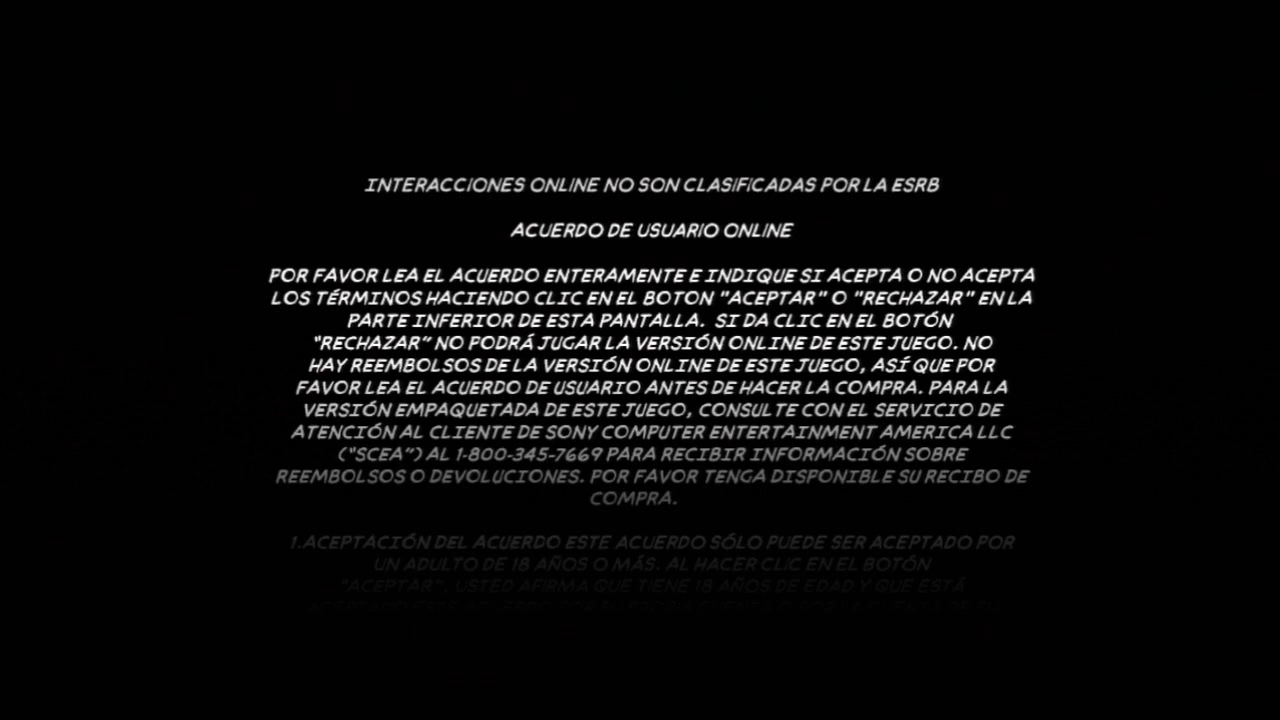 INTERACCIONES ONLINE NO SON CLASIFICADAS POR LA ESRB
ACUERDO DE USUARIO ONLINE
POR FAVOR LEA EL ACUERDO ENTERAMENTE E INDIQUE SI ACEPTA O NO ACEPTA
LOS TÉRMINOS HACIENDO CLIC EN EL BOTON "ACEPTAR" O "RECHAZAR" EN LA
PARTE INFERIOR DE ESTA PANTALLA. SI DA CLIC EN EL BOTÓN
"RECHAZAR" NO PODRÁ JUGAR LA VERSIÓN ONLINE DE ESTE JUEGO. NO
HAY REEMBOLSOS DE LA VERSIÓN ONLINE DE ESTE JUEGO, ASÍ QUE POR
FAVOR LEA EL ACUERDO DE USUARIO ANTES DE HACER LA COMPRA. PARA LA
VERSIÓN EMPAQUETADA DE ESTE JUEGO, CONSULTE CON EL SERVICIO DE
ATENCIÓN AL CLIENTE DE SONY COMPUTER ENTERTAINMENT AMERICA LLC
("SCEA") AL 1-800-345-7669 PARA RECIBIR INFORMACIÓN SOBRE
REEMBOLSOS O DEVOLUCIONES. POR FAVOR TENGA DISPONIBLE SU RECIBO DE
COMPRA.
1.ACEPTACIÓN DEL ACUERDO ESTE ACUERDO SÓLO PUEDE SER ACEPTADO POR
UN ADULTO DE 18 AÑOS O MÁS. AL HACER CLIC EN EL BOTÓN
"ACEPTAR", USTED AFIRMA QUE TIENE 18 AÑOS DE EDAD Y QUE ESTÁ